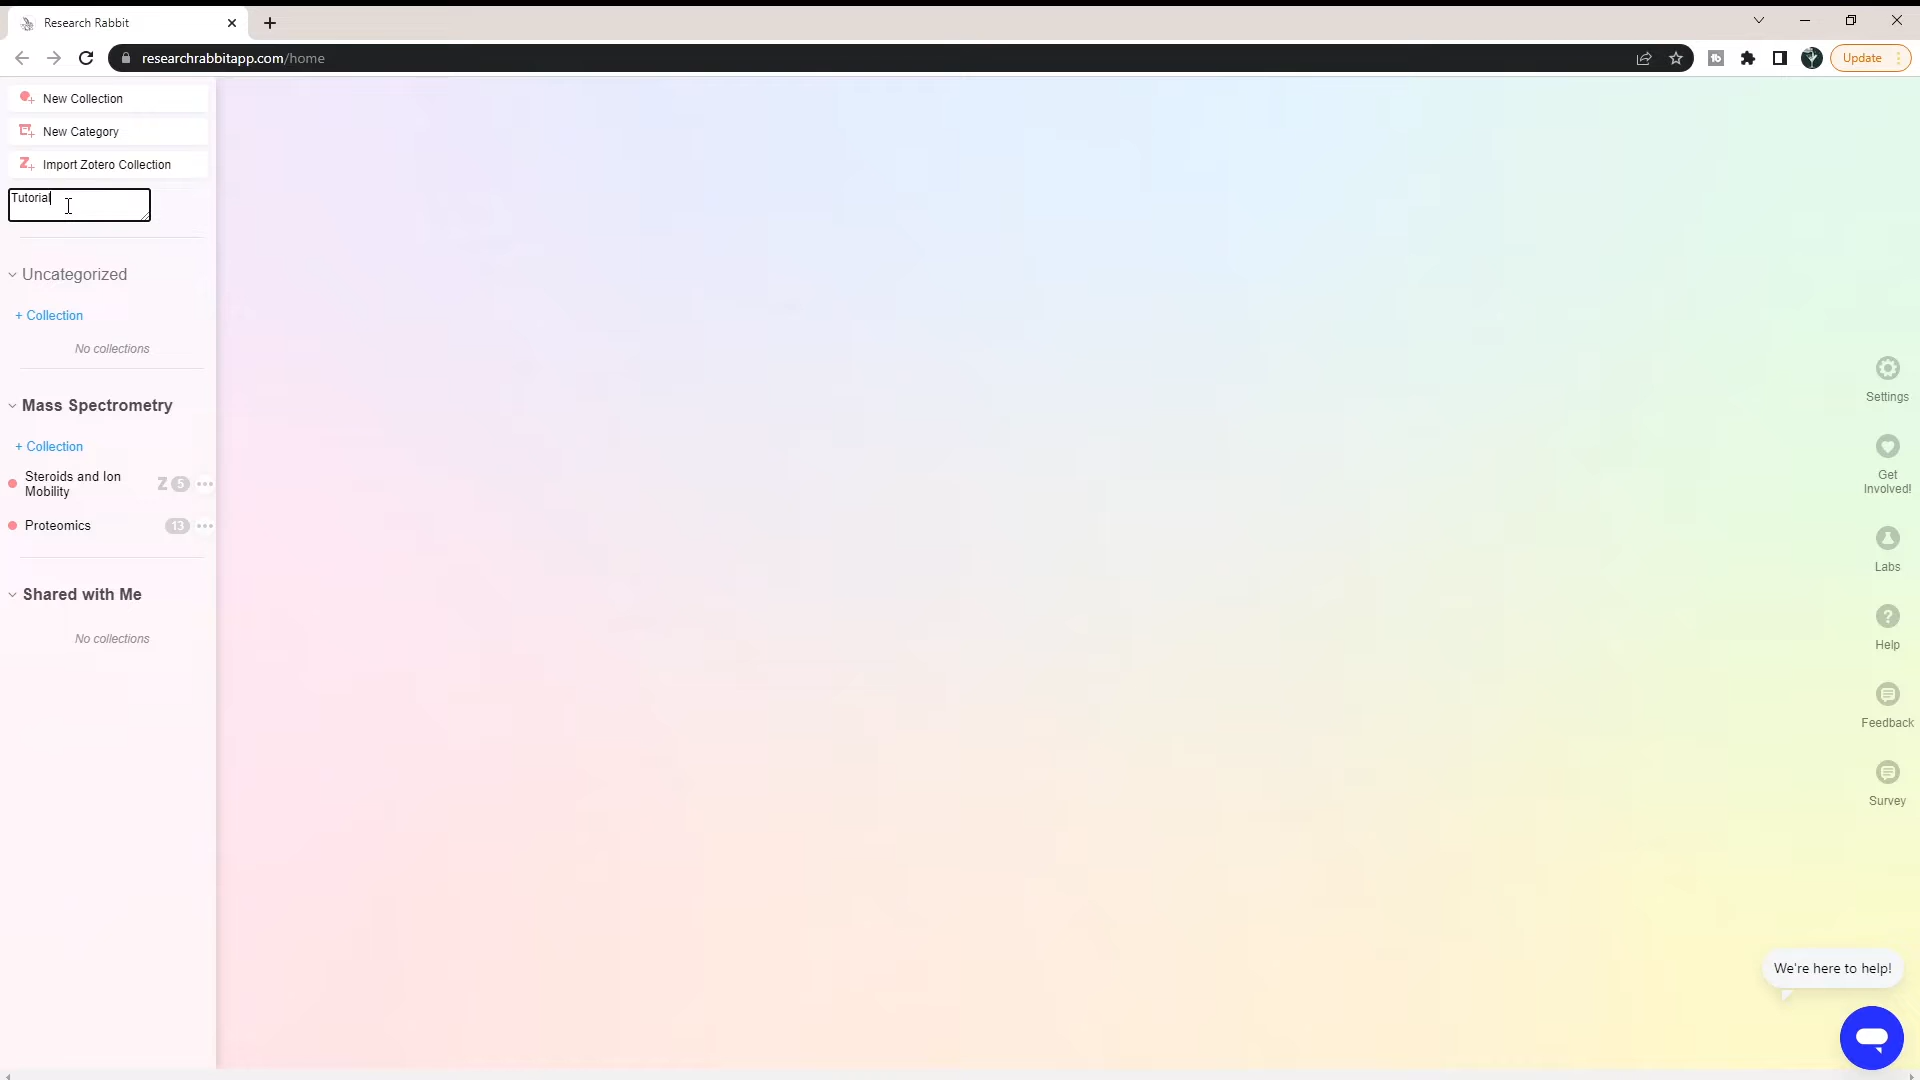 Research Rabbit
researchrabbitapp.com/home
Update
New Collection
New Category
Import Zotero Collection
Tutorial
Uncategorized
+ Collection
No collections
Mass Spectrometry
+ Collection
Steroids and Ion
Mobility
Z 5
Proteomics
13
Shared with Me
No collections
Settings
Get
Involved!
Labs
Help
Feedback
Survey
We're here to help!